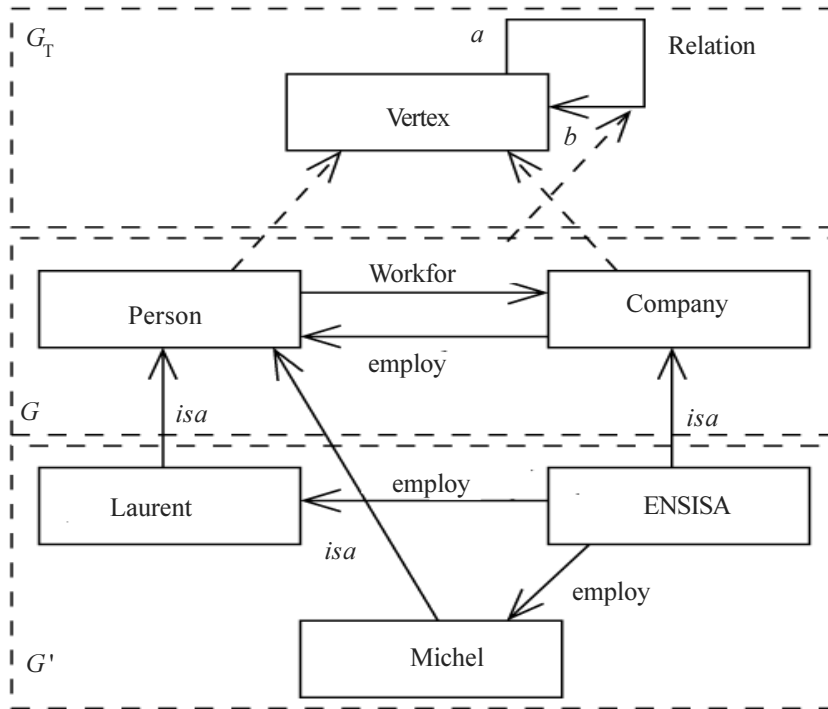 G_T
a
Relation
Vertex
b
Workfor
Person
Company
employ
G
isa
isa
employ
Laurent
ENSISA
isa
employ
Michel
G'